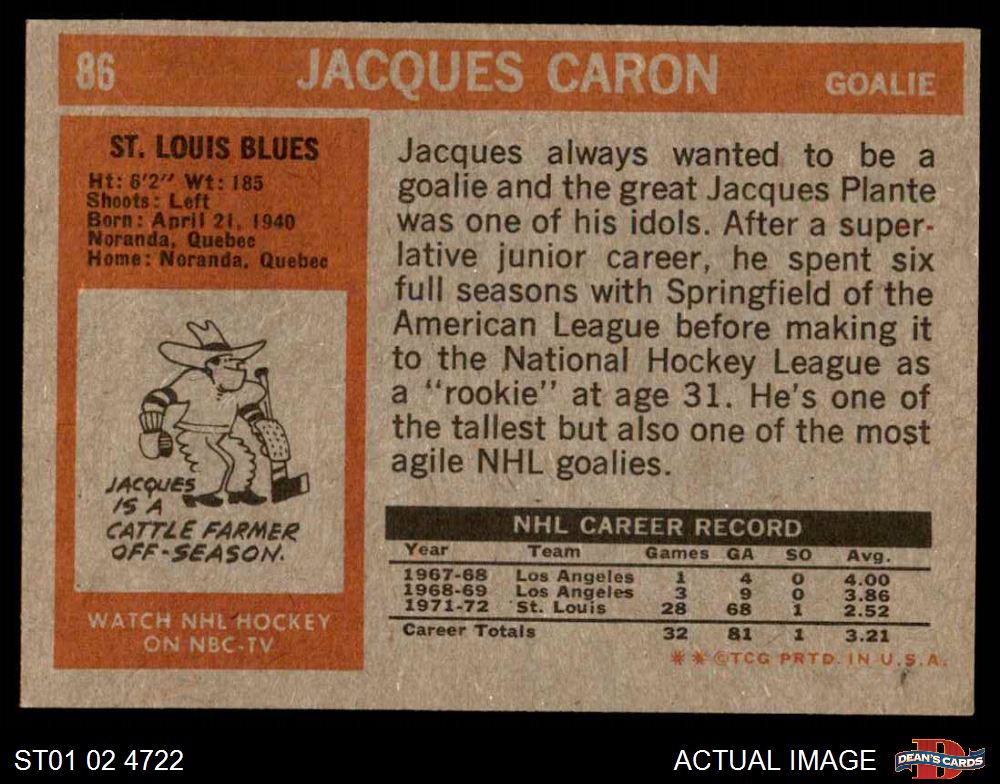 86 JACQUES CARON GOALIE
ST. LOUIS BLUES
Ht: 6'2" Wt: 185
Shoots: Left
Born: April 21, 1940
Noranda, Quebec
Home: Noranda, Quebec
JACQUES
IS A
CATTLE FARMER
OFF-SEASON.
WATCH NHL HOCKEY
ON NBC-TV
Jacques always wanted to be a
goalie and the great Jacques Plante
was one of his idols. After a super-
lative junior career, he spent six
full seasons with Springfield of the
American League before making it
to the National Hockey League as
a "rookie" at age 31. He's one of
the tallest but also one of the most
agile NHL goalies.
NHL CAREER RECORD
Year Team Games GA SO Avg.
1967-68 Los Angeles 1 4 0 4.00
1968-69 Los Angeles 3 9 0 3.86
1971-72 St. Louis 28 68 1 2.52
Career Totals 32 81 1 3.21
* * ©TCG PRTD. IN U.S.A.
ST01 02 4722
ACTUAL IMAGE
D
DEAN'S CARDS